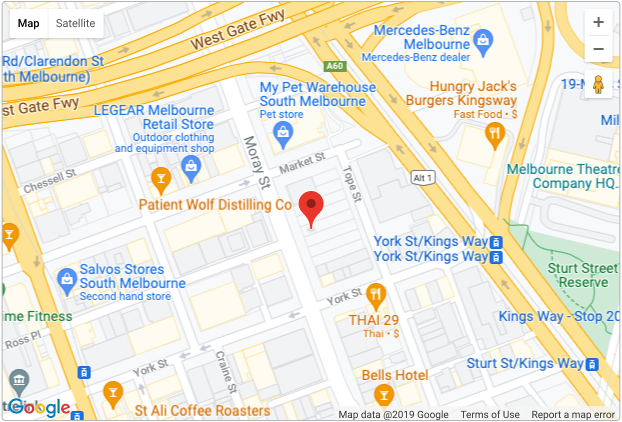 Map
Satellite
West Gate Fwy
Mercedes-Benz
Melbourne
Mercedes-Benz dealer
Rd/Clarendon St
th Melbourne)
A60
st Gate Fwy
My Pet Warehouse
South Melbourne
Pet store
Hungry Jack's
Burgers Kingsway
Fast Food • $
LEGEAR Melbourne
Retail Store
Outdoor clothing
and equipment shop
Moray St
Market St
Tope St
Alt 1
Melbourne Theatre
Company HQ
Chessell St
Patient Wolf Distilling Co
York St/Kings Way
York St/Kings Way
Salvos Stores
South Melbourne
Second hand store
Sturt Street
Reserve
York St
ime Fitness
THAI 29
Thai • $
Kings Way - Stop 20
Ross Pl
York St
Craine St
Sturt St/Kings Way
Bells Hotel
St Ali Coffee Roasters
Google
Map data @2019 Google
Terms of Use
Report a map error